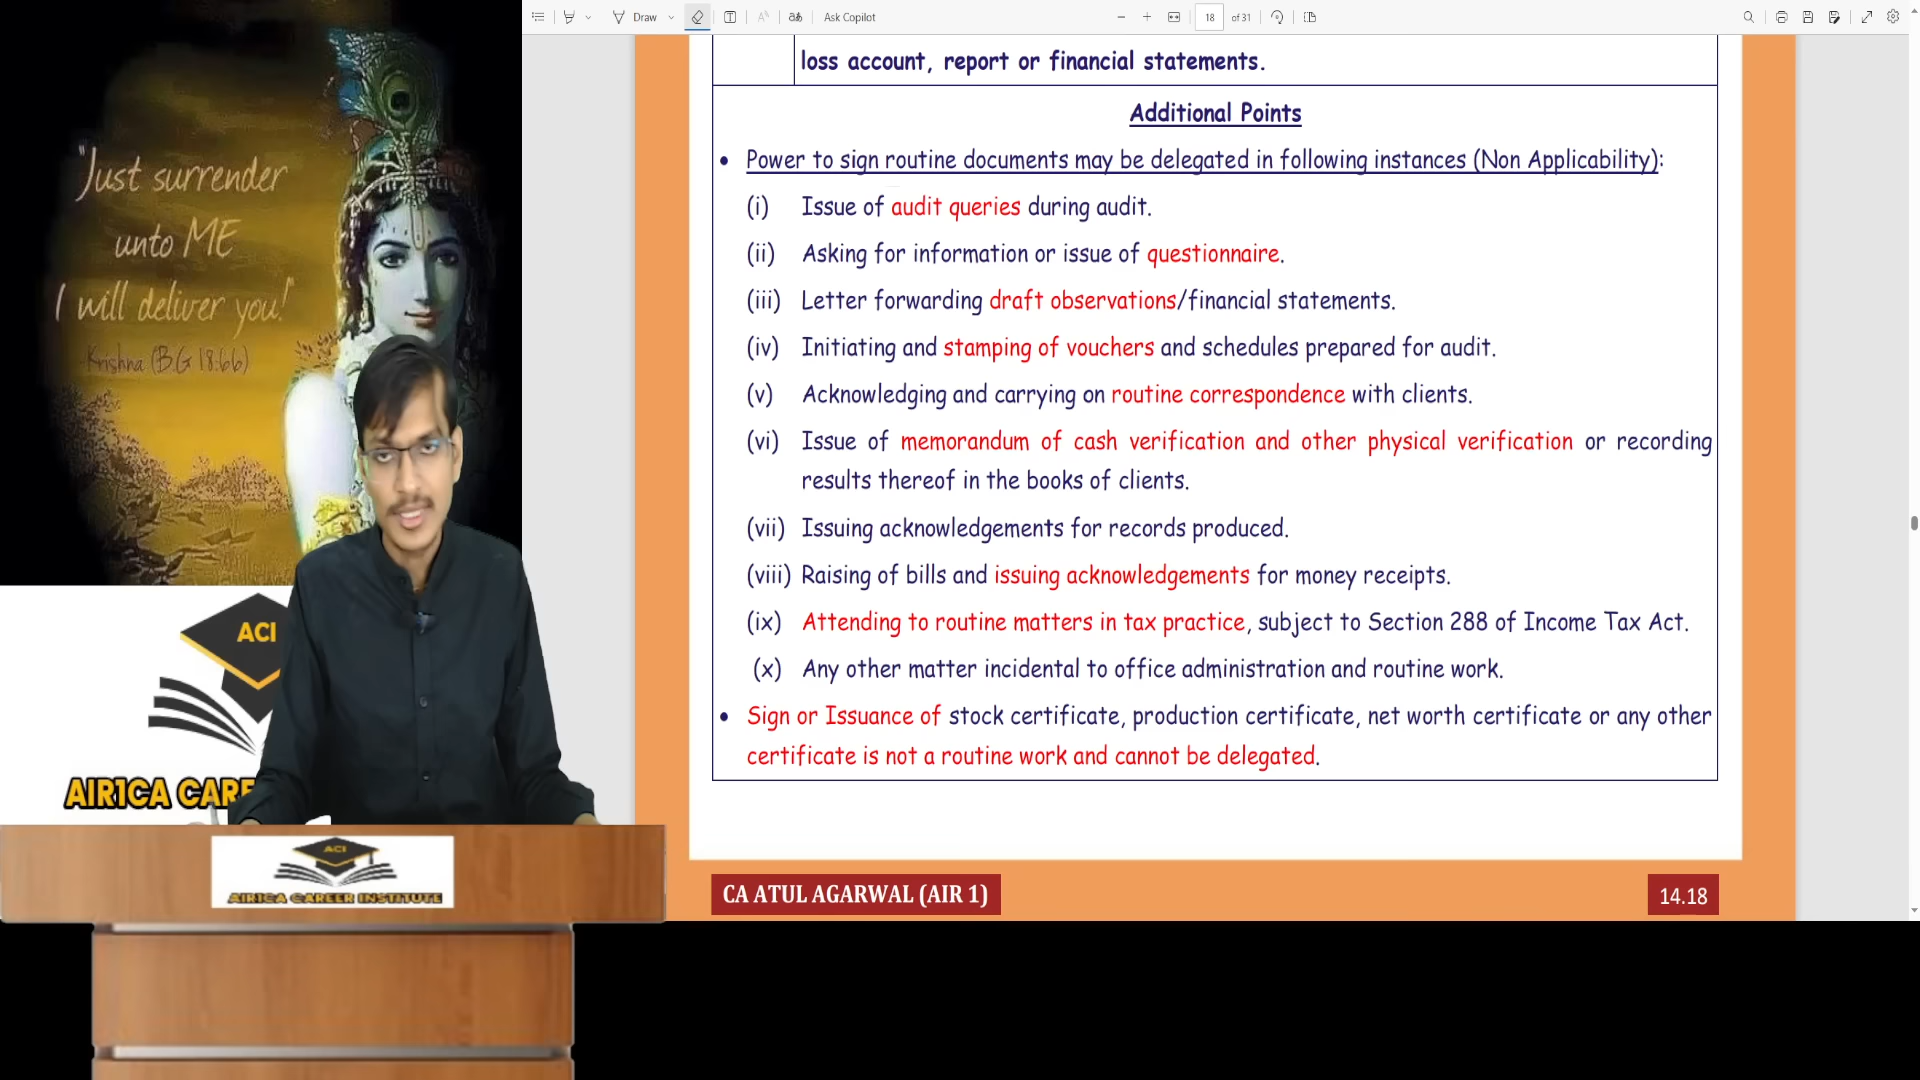 "Just surrender
unto ME
I will deliver you!"
Krishna (B.G 18:66)
ACI
AIR1CA CARE
ACI
AIR1CA CAREER INSTITUTE
Draw
Ask Copilot
18 of 31
loss account, report or financial statements.
Additional Points
• Power to sign routine documents may be delegated in following instances (Non Applicability):
(i) Issue of audit queries during audit.
(ii) Asking for information or issue of questionnaire.
(iii) Letter forwarding draft observations/financial statements.
(iv) Initiating and stamping of vouchers and schedules prepared for audit.
(v) Acknowledging and carrying on routine correspondence with clients.
(vi) Issue of memorandum of cash verification and other physical verification or recording
results thereof in the books of clients.
(vii) Issuing acknowledgements for records produced.
(viii) Raising of bills and issuing acknowledgements for money receipts.
(ix) Attending to routine matters in tax practice, subject to Section 288 of Income Tax Act.
(x) Any other matter incidental to office administration and routine work.
• Sign or Issuance of stock certificate, production certificate, net worth certificate or any other
certificate is not a routine work and cannot be delegated.
CA ATUL AGARWAL (AIR 1)
14.18